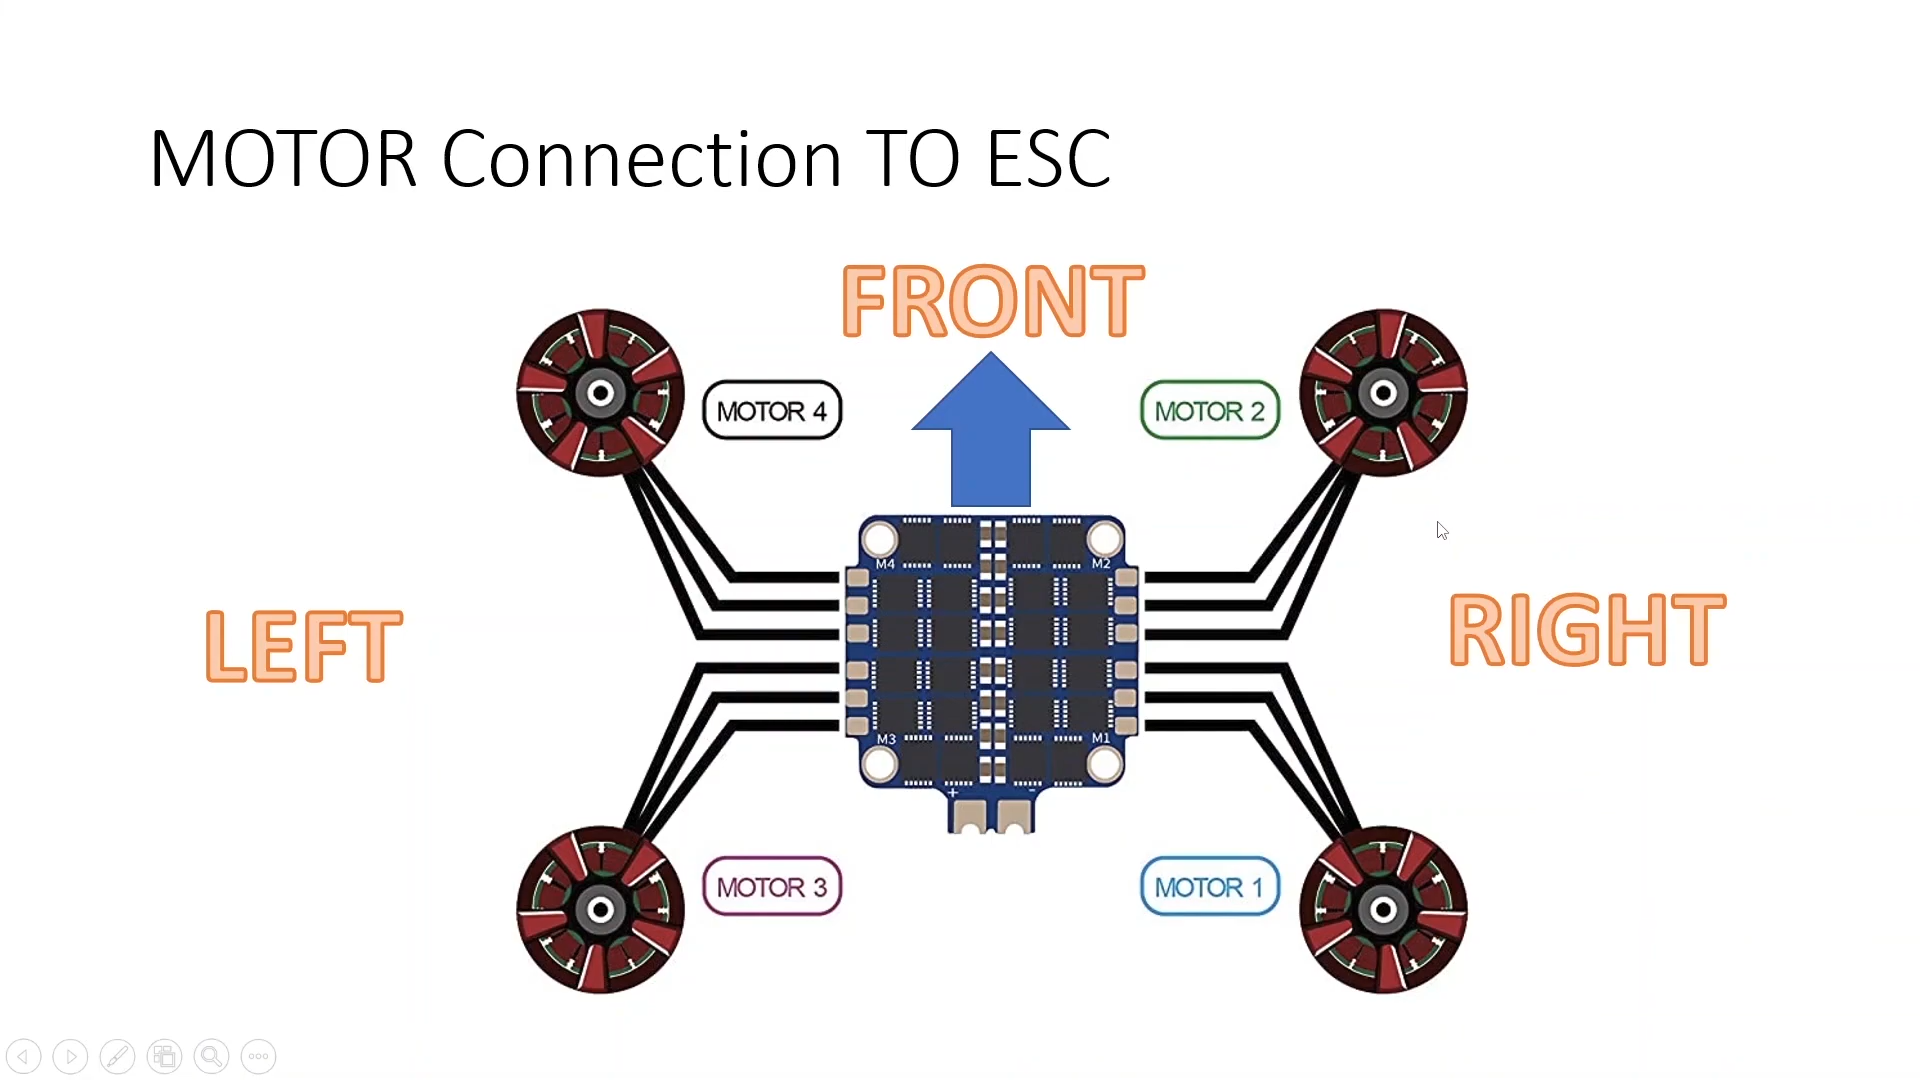 MOTOR Connection TO ESC
FRONT
MOTOR 4
MOTOR 2
M4
M2
LEFT
RIGHT
M3
M1
+
-
MOTOR 3
MOTOR 1